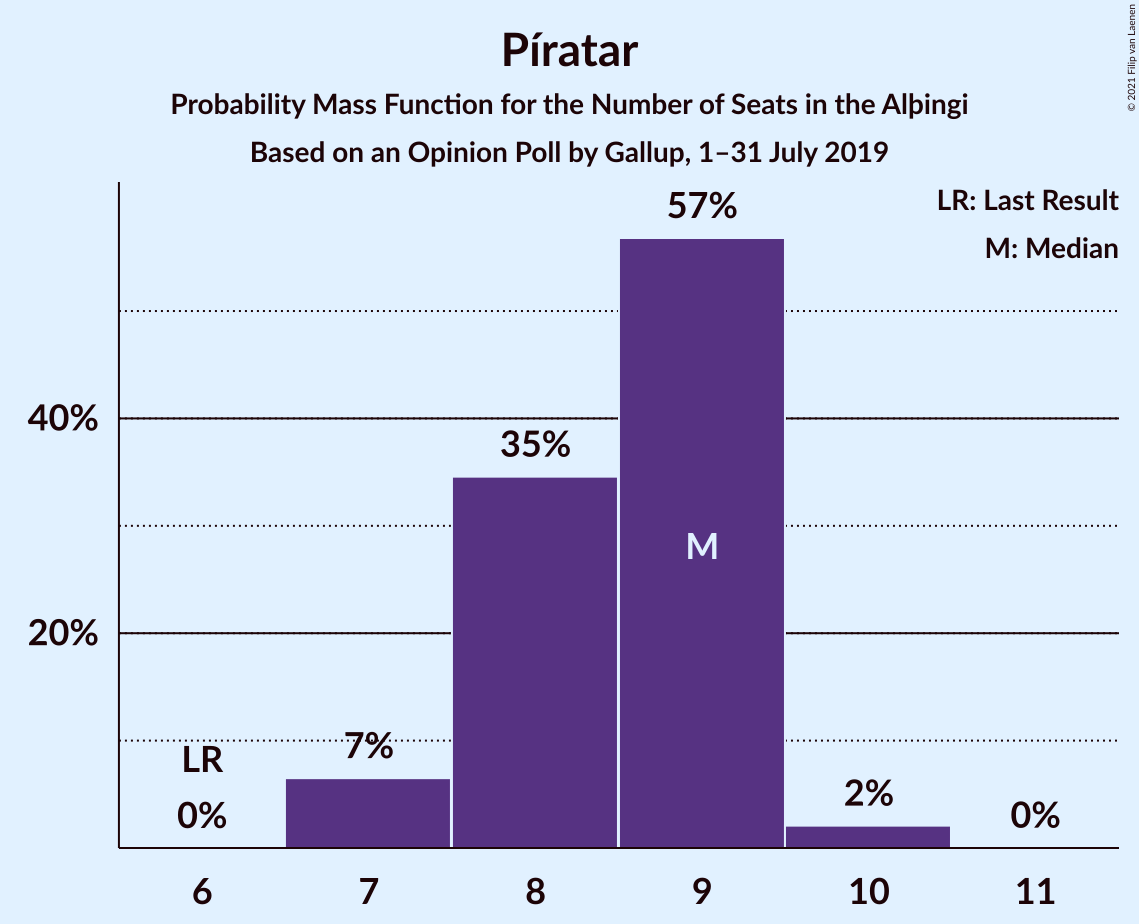 Píratar
Probability Mass Function for the Number of Seats in the Alþingi
Based on an Opinion Poll by Gallup, 1–31 July 2019
© 2021 Filip van Laenen
LR: Last Result
M: Median
57%
40%
35%
M
20%
LR
7%
0%
2%
0%
6 7 8 9 10 11